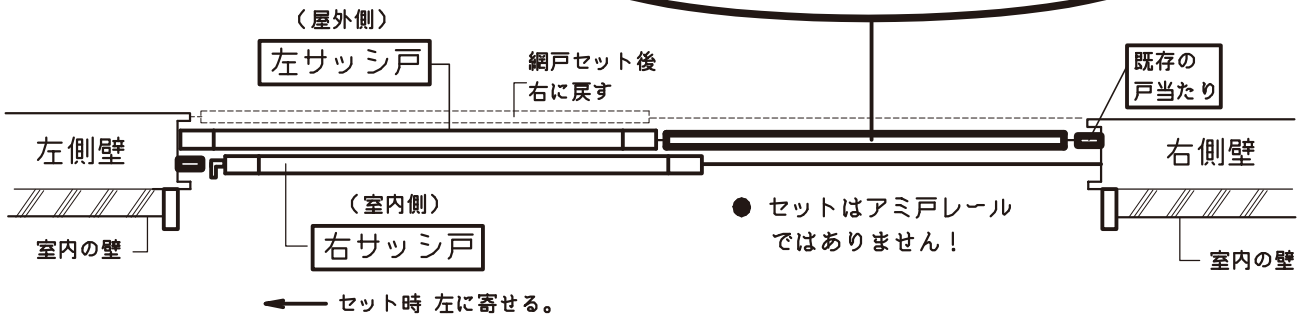 （屋外側）
左サッシ戸
網戸セット後
右に戻す
既存の
戸当たり
左側壁
右側壁
（室内側）
右サッシ戸
● セットはアミ戸レール
ではありません！
室内の壁
室内の壁
セット時 左に寄せる。